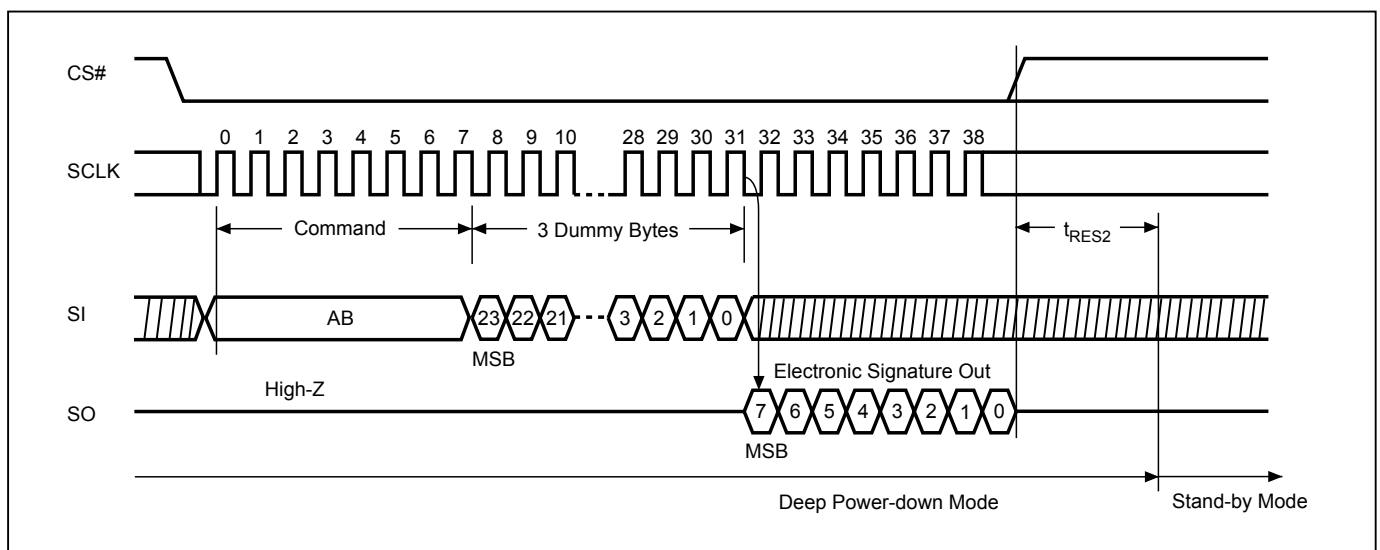 CS#
0 1 2 3 4 5 6 7 8 9 10 28 29 30 31 32 33 34 35 36 37 38
SCLK
Command 3 Dummy Bytes tRES2
SI AB 23 22 21 3 2 1 0
MSB
High-Z Electronic Signature Out
SO 7 6 5 4 3 2 1 0
MSB
Deep Power-down Mode Stand-by Mode